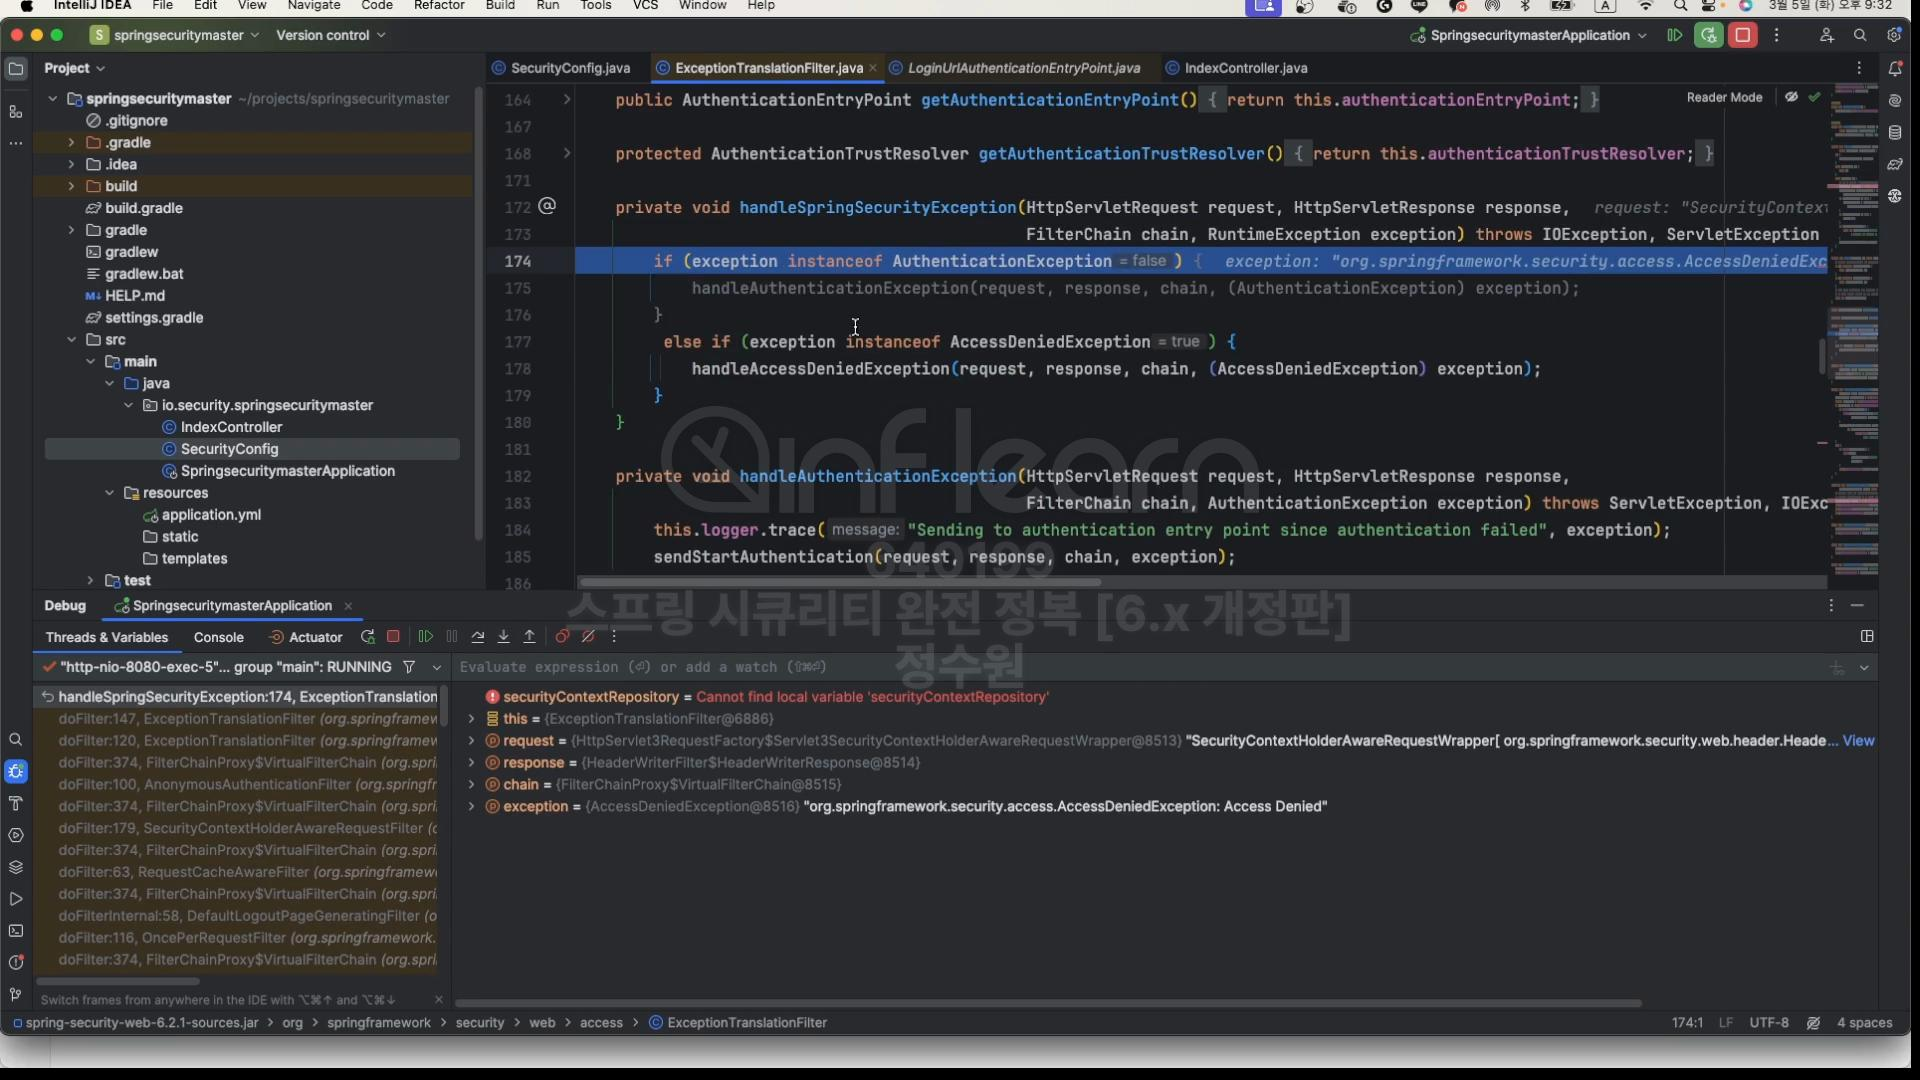 IntelliJ IDEA File Edit View Navigate Code Refactor Build Run Tools VCS Window Help A 3월 5일 (화) 오후 9:32
S springsecuritymaster Version control SpringsecuritymasterApplication
Project
SecurityConfig.java ExceptionTranslationFilter.java LoginUrlAuthenticationEntryPoint.java IndexController.java
springsecuritymaster ~/projects/springsecuritymaster
.gitignore
.gradle
.idea
build
build.gradle
gradle
gradlew
gradlew.bat
M↓ HELP.md
settings.gradle
src
main
java
io.security.springsecuritymaster
IndexController
SecurityConfig
SpringsecuritymasterApplication
resources
application.yml
static
templates
test
Reader Mode
164 public AuthenticationEntryPoint getAuthenticationEntryPoint() { return this.authenticationEntryPoint; }
167
168 protected AuthenticationTrustResolver getAuthenticationTrustResolver() { return this.authenticationTrustResolver; }
171
172 @ private void handleSpringSecurityException(HttpServletRequest request, HttpServletResponse response, request: "SecurityContext
173 FilterChain chain, RuntimeException exception) throws IOException, ServletException
174 if (exception instanceof AuthenticationException = false ) { exception: "org.springframework.security.access.AccessDeniedExc
175 handleAuthenticationException(request, response, chain, (AuthenticationException) exception);
176 }
177 else if (exception instanceof AccessDeniedException = true ) {
178 handleAccessDeniedException(request, response, chain, (AccessDeniedException) exception);
179 }
180 }
181
182 private void handleAuthenticationException(HttpServletRequest request, HttpServletResponse response,
183 FilterChain chain, AuthenticationException exception) throws ServletException, IOExc
184 this.logger.trace( message: "Sending to authentication entry point since authentication failed", exception);
185 sendStartAuthentication(request, response, chain, exception);
186
inflearn
640199
스프링 시큐리티 완전 정복 [6.x 개정판]
정수원
Debug SpringsecuritymasterApplication
Threads & Variables Console Actuator
"http-nio-8080-exec-5"... group "main": RUNNING
Evaluate expression (⏎) or add a watch (⇧⌘⏎)
handleSpringSecurityException:174, ExceptionTranslation
doFilter:147, ExceptionTranslationFilter (org.springframew
doFilter:120, ExceptionTranslationFilter (org.springframew
doFilter:374, FilterChainProxy$VirtualFilterChain (org.spri
doFilter:100, AnonymousAuthenticationFilter (org.springfr
doFilter:374, FilterChainProxy$VirtualFilterChain (org.spri
doFilter:179, SecurityContextHolderAwareRequestFilter (o
doFilter:374, FilterChainProxy$VirtualFilterChain (org.spri
doFilter:63, RequestCacheAwareFilter (org.springframewo
doFilter:374, FilterChainProxy$VirtualFilterChain (org.spri
doFilterInternal:58, DefaultLogoutPageGeneratingFilter (o
doFilter:116, OncePerRequestFilter (org.springframework.
doFilter:374, FilterChainProxy$VirtualFilterChain (org.spri
Switch frames from anywhere in the IDE with ⌥⌘↑ and ⌥⌘↓
securityContextRepository = Cannot find local variable 'securityContextRepository'
this = {ExceptionTranslationFilter@6886}
request = {HttpServlet3RequestFactory$Servlet3SecurityContextHolderAwareRequestWrapper@8513} "SecurityContextHolderAwareRequestWrapper[ org.springframework.security.web.header.Heade... View
response = {HeaderWriterFilter$HeaderWriterResponse@8514}
chain = {FilterChainProxy$VirtualFilterChain@8515}
exception = {AccessDeniedException@8516} "org.springframework.security.access.AccessDeniedException: Access Denied"
spring-security-web-6.2.1-sources.jar > org > springframework > security > web > access > ExceptionTranslationFilter 174:1 LF UTF-8 4 spaces